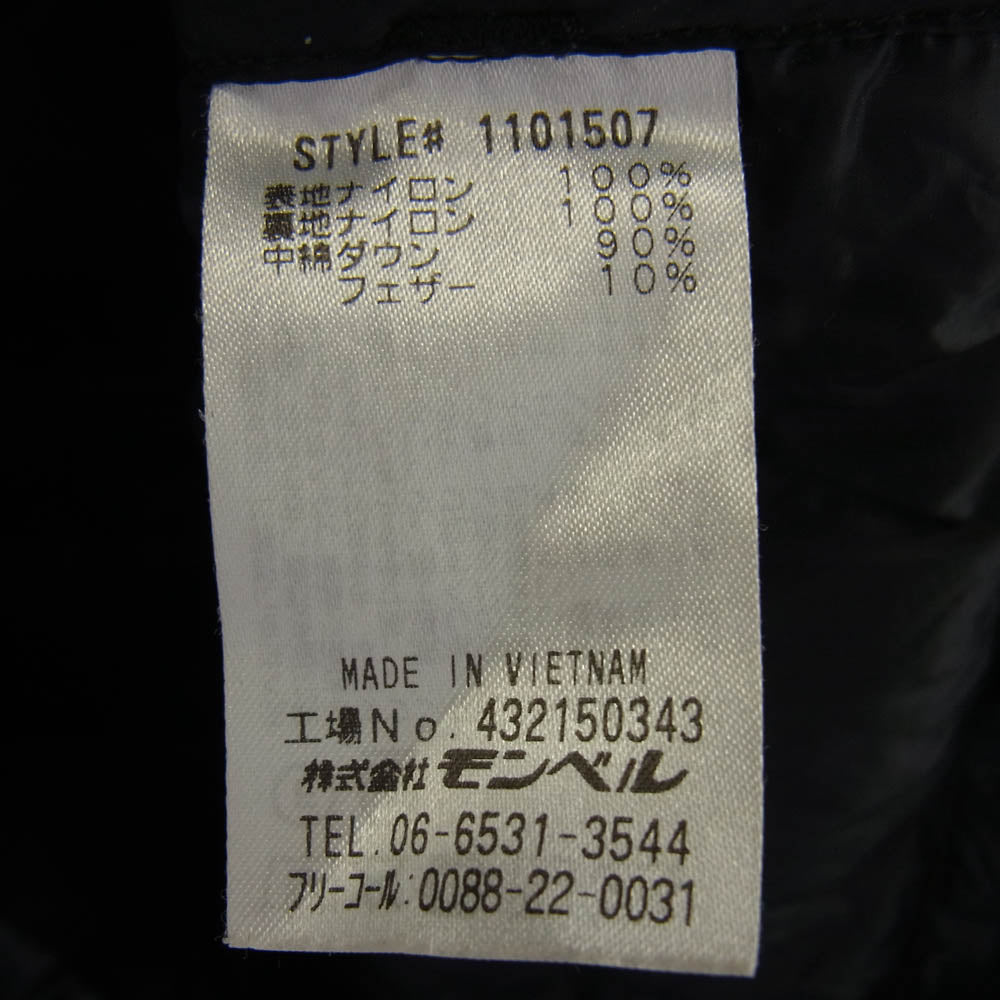 STYLE# 1101507
表地ナイロン 100%
裏地ナイロン 100%
中綿ダウン 90%
フェザー 10%
MADE IN VIETNAM
工場No. 432150343
株式会社 モンベル
TEL.06-6531-3544
フリーコール:0088-22-0031